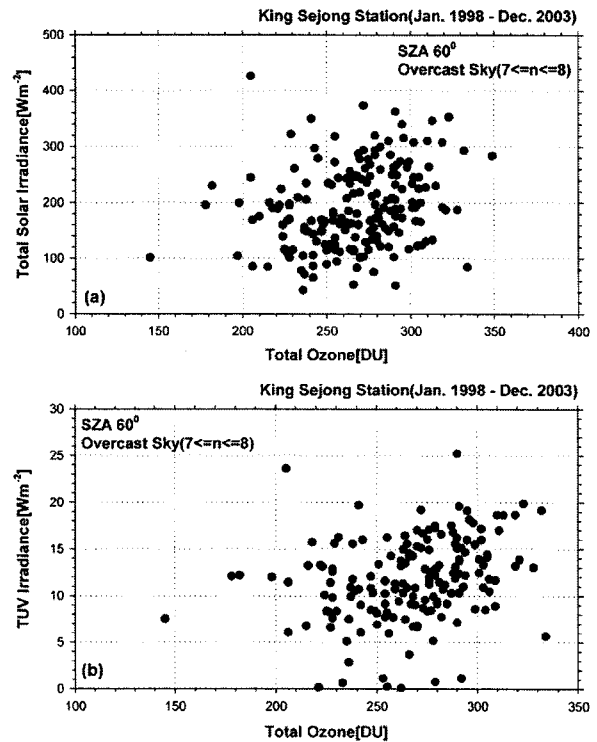 King Sejong Station(Jan. 1998 - Dec. 2003)
500
400
300
200
100
0
Total Solar Irradiance[Wm-2]
SZA 60⁰
Overcast Sky(7<=n<=8)
(a)
100 150 200 250 300 350 400
Total Ozone[DU]
King Sejong Station(Jan. 1998 - Dec. 2003)
30
25
20
15
10
5
0
TUV Irradiance[Wm-2]
SZA 60⁰
Overcast Sky(7<=n<=8)
(b)
100 150 200 250 300 350
Total Ozone[DU]